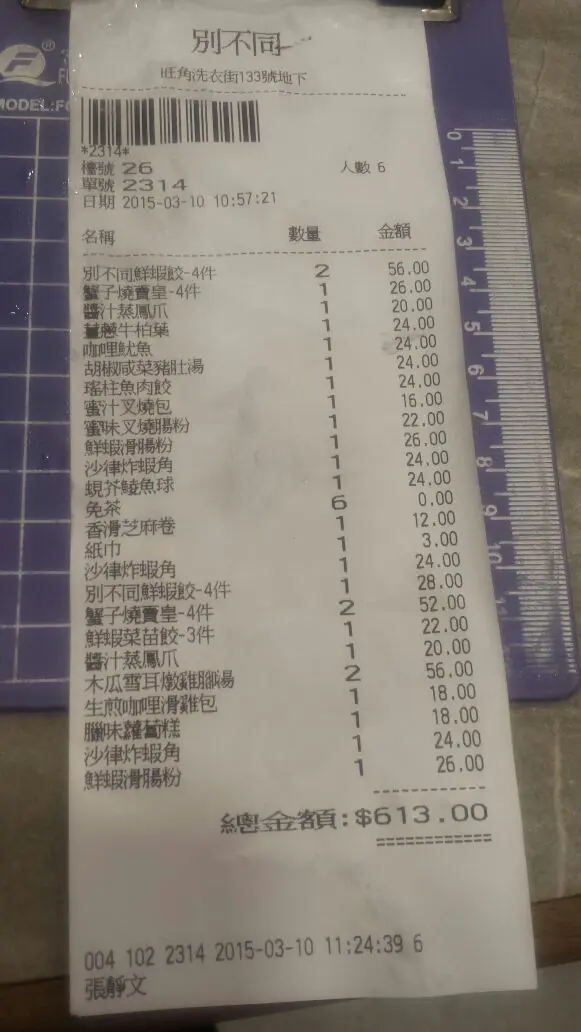 別不同
旺角洗衣街133號地下
*2314*
檯號 26 人數 6
單號 2314
日期 2015-03-10 10:57:21
名稱 數量 金額
別不同鮮蝦餃-4件 2 56.00
蟹子燒賣皇-4件 1 26.00
醬汁蒸鳳爪 1 20.00
薑蔥牛柏葉 1 24.00
咖哩魷魚 1 24.00
胡椒咸菜豬肚湯 1 24.00
瑤柱魚肉餃 1 24.00
蜜汁叉燒包 1 16.00
蜜味叉燒腸粉 1 22.00
鮮蝦滑腸粉 1 26.00
沙律炸蝦角 1 24.00
蜆芥鯪魚球 1 24.00
免茶 6 0.00
香滑芝麻卷 1 12.00
紙巾 1 3.00
沙律炸蝦角 1 24.00
別不同鮮蝦餃-4件 1 28.00
蟹子燒賣皇-4件 2 52.00
鮮蝦菜苗餃-3件 1 22.00
醬汁蒸鳳爪 1 20.00
木瓜雪耳燉雞腳湯 2 56.00
生煎咖哩滑雞包 1 18.00
臘味蘿蔔糕 1 18.00
沙律炸蝦角 1 24.00
鮮蝦滑腸粉 1 26.00
總金額:$613.00
004 102 2314 2015-03-10 11:24:39 6
張靜文
F ®
MODEL:F
0 1 2 3 4 5 6 7 8 9 10